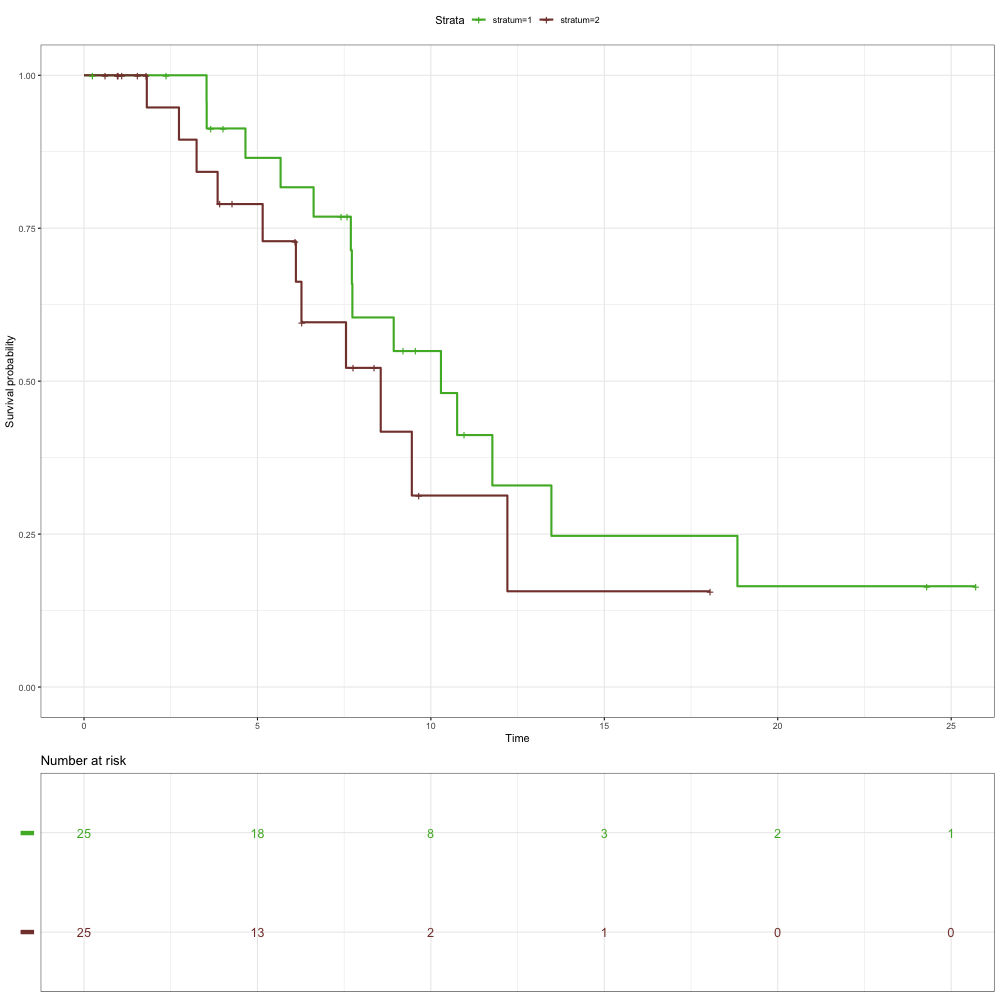 Strata stratum=1 stratum=2
Survival probability
1.00
0.75
0.50
0.25
0.00
0 5 10 15 20 25
Time
Number at risk
25 18 8 3 2 1
25 13 2 1 0 0